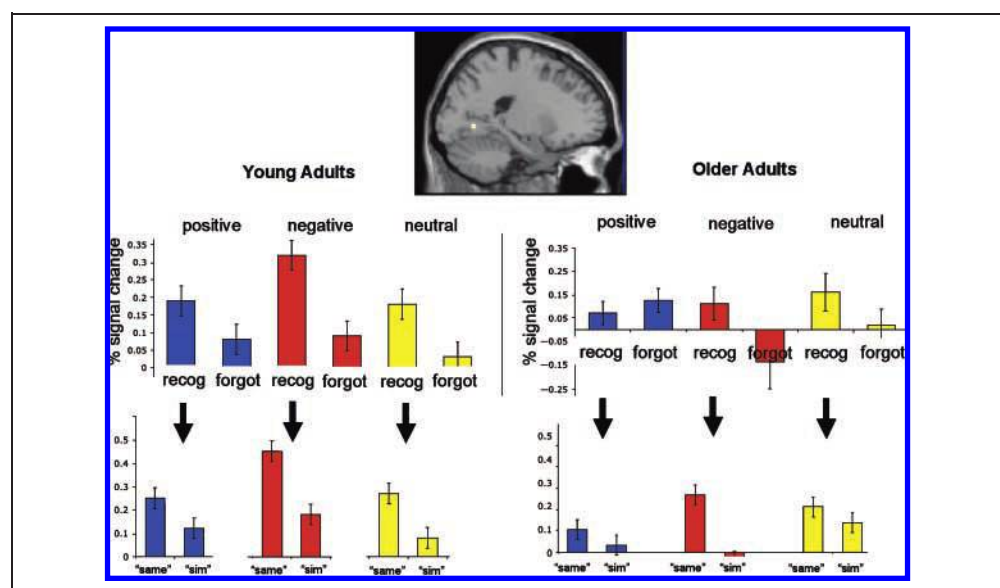 Young Adults
Older Adults
positive negative neutral
% signal change
0.35
0.3
0.25
0.2
0.15
0.1
0.05
0
recog forgot recog forgot recog forgot
positive negative neutral
% signal change
0.35
0.25
0.15
0.05
−0.05
−0.15
−0.25
recog forgot recog forgot recog forgot
0.5
0.4
0.3
0.2
0.1
0
"same" "sim" "same" "sim" "same" "sim"
0.5
0.4
0.3
0.2
0.1
0
"same" "sim" "same" "sim" "same" "sim"